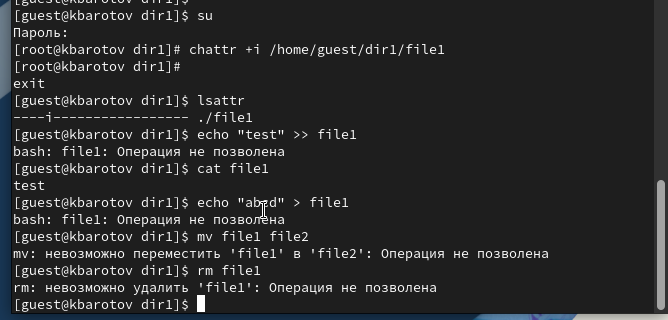 [guest@kbarotov dir1]$ su
Пароль:
[root@kbarotov dir1]# chattr +i /home/guest/dir1/file1
[root@kbarotov dir1]#
exit
[guest@kbarotov dir1]$ lsattr
----i----------------- ./file1
[guest@kbarotov dir1]$ echo "test" >> file1
bash: file1: Операция не позволена
[guest@kbarotov dir1]$ cat file1
test
[guest@kbarotov dir1]$ echo "abcd" > file1
bash: file1: Операция не позволена
[guest@kbarotov dir1]$ mv file1 file2
mv: невозможно переместить 'file1' в 'file2': Операция не позволена
[guest@kbarotov dir1]$ rm file1
rm: невозможно удалить 'file1': Операция не позволена
[guest@kbarotov dir1]$